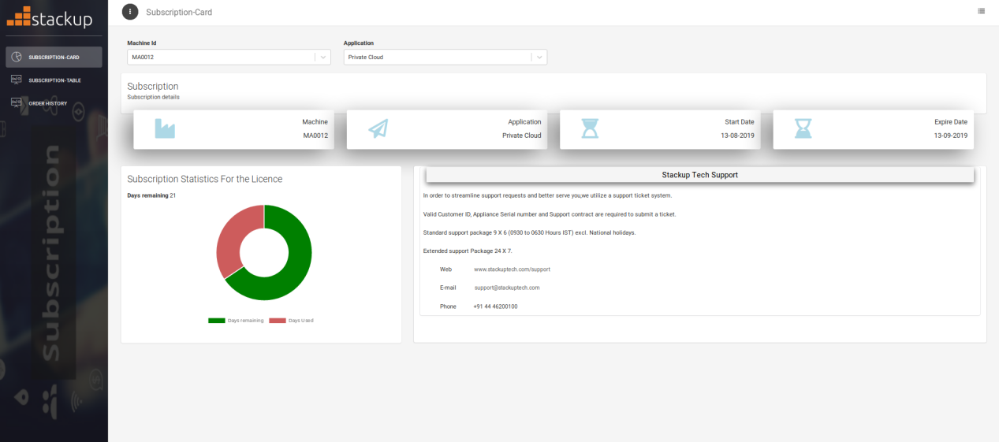 stackup
Subscription-Card
SUBSCRIPTION-CARD
SUBSCRIPTION-TABLE
ORDER HISTORY
Subscription
Machine Id
Application
MA0012
Private Cloud
Subscription
Subscription details
Machine
MA0012
Application
Private Cloud
Start Date
13-08-2019
Expire Date
13-09-2019
Subscription Statistics For the Licence
Days remaining 21
Days remaining
Days Used
Stackup Tech Support
In order to streamline support requests and better serve you,we utilize a support ticket system.
Valid Customer ID, Appliance Serial number and Support contract are required to submit a ticket.
Standard support package 9 X 6 (0930 to 0630 Hours IST) excl. National holidays.
Extended support Package 24 X 7.
Web www.stackuptech.com/support
E-mail support@stackuptech.com
Phone +91 44 46200100